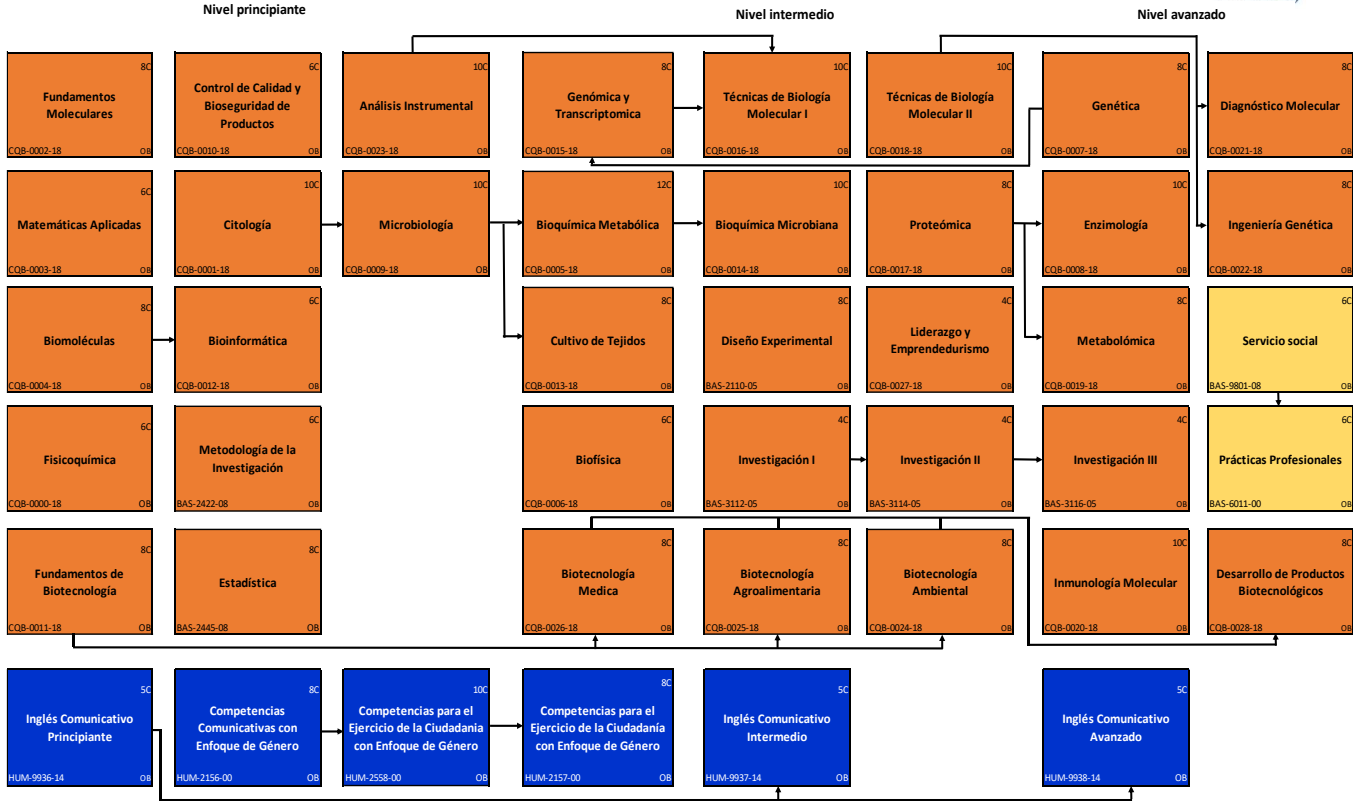 Nivel principiante
Nivel intermedio
Nivel avanzado
8C
Fundamentos
Moleculares
CQB-0002-18
OB
6C
Control de Calidad y
Bioseguridad de
Productos
CQB-0010-18
OB
10C
Análisis Instrumental
CQB-0023-18
OB
8C
Genómica y
Transcriptomica
CQB-0015-18
OB
10C
Técnicas de Biología
Molecular I
CQB-0016-18
OB
10C
Técnicas de Biología
Molecular II
CQB-0018-18
OB
8C
Genética
CQB-0007-18
OB
8C
Diagnóstico Molecular
CQB-0021-18
OB
6C
Matemáticas Aplicadas
CQB-0003-18
OB
10C
Citología
CQB-0001-18
OB
10C
Microbiología
CQB-0009-18
OB
12C
Bioquímica Metábolica
CQB-0005-18
OB
10C
Bioquímica Microbiana
CQB-0014-18
OB
8C
Proteómica
CQB-0017-18
OB
10C
Enzimología
CQB-0008-18
OB
8C
Ingeniería Genética
CQB-0022-18
OB
8C
Biomoléculas
CQB-0004-18
OB
6C
Bioinformática
CQB-0012-18
OB
8C
Cultivo de Tejidos
CQB-0013-18
OB
8C
Diseño Experimental
BAS-2110-05
OB
4C
Liderazgo y
Emprendedurismo
CQB-0027-18
OB
8C
Metabolómica
CQB-0019-18
OB
6C
Servicio social
BAS-9801-08
OB
6C
Fisicoquímica
CQB-0000-18
OB
6C
Metodología de la
Investigación
BAS-2422-08
OB
6C
Biofísica
CQB-0006-18
OB
4C
Investigación I
BAS-3112-05
OB
4C
Investigación II
BAS-3114-05
OB
4C
Investigación III
BAS-3116-05
OB
6C
Prácticas Profesionales
BAS-6011-00
OB
8C
Fundamentos de
Biotecnología
CQB-0011-18
OB
8C
Estadística
BAS-2445-08
OB
8C
Biotecnología
Medica
CQB-0026-18
OB
8C
Biotecnología
Agroalimentaria
CQB-0025-18
OB
8C
Biotecnología
Ambiental
CQB-0024-18
OB
10C
Inmunología Molecular
CQB-0020-18
OB
8C
Desarrollo de Productos
Biotecnológicos
CQB-0028-18
OB
5C
Inglés Comunicativo
Principiante
HUM-9936-14
OB
8C
Competencias
Comunicativas con
Enfoque de Género
HUM-2156-00
OB
10C
Competencias para el
Ejercicio de la Ciudadania
con Enfoque de Género
HUM-2558-00
OB
8C
Competencias para el
Ejercicio de la Ciudadanía
con Enfoque de Género
HUM-2157-00
OB
5C
Inglés Comunicativo
Intermedio
HUM-9937-14
OB
5C
Inglés Comunicativo
Avanzado
HUM-9938-14
OB